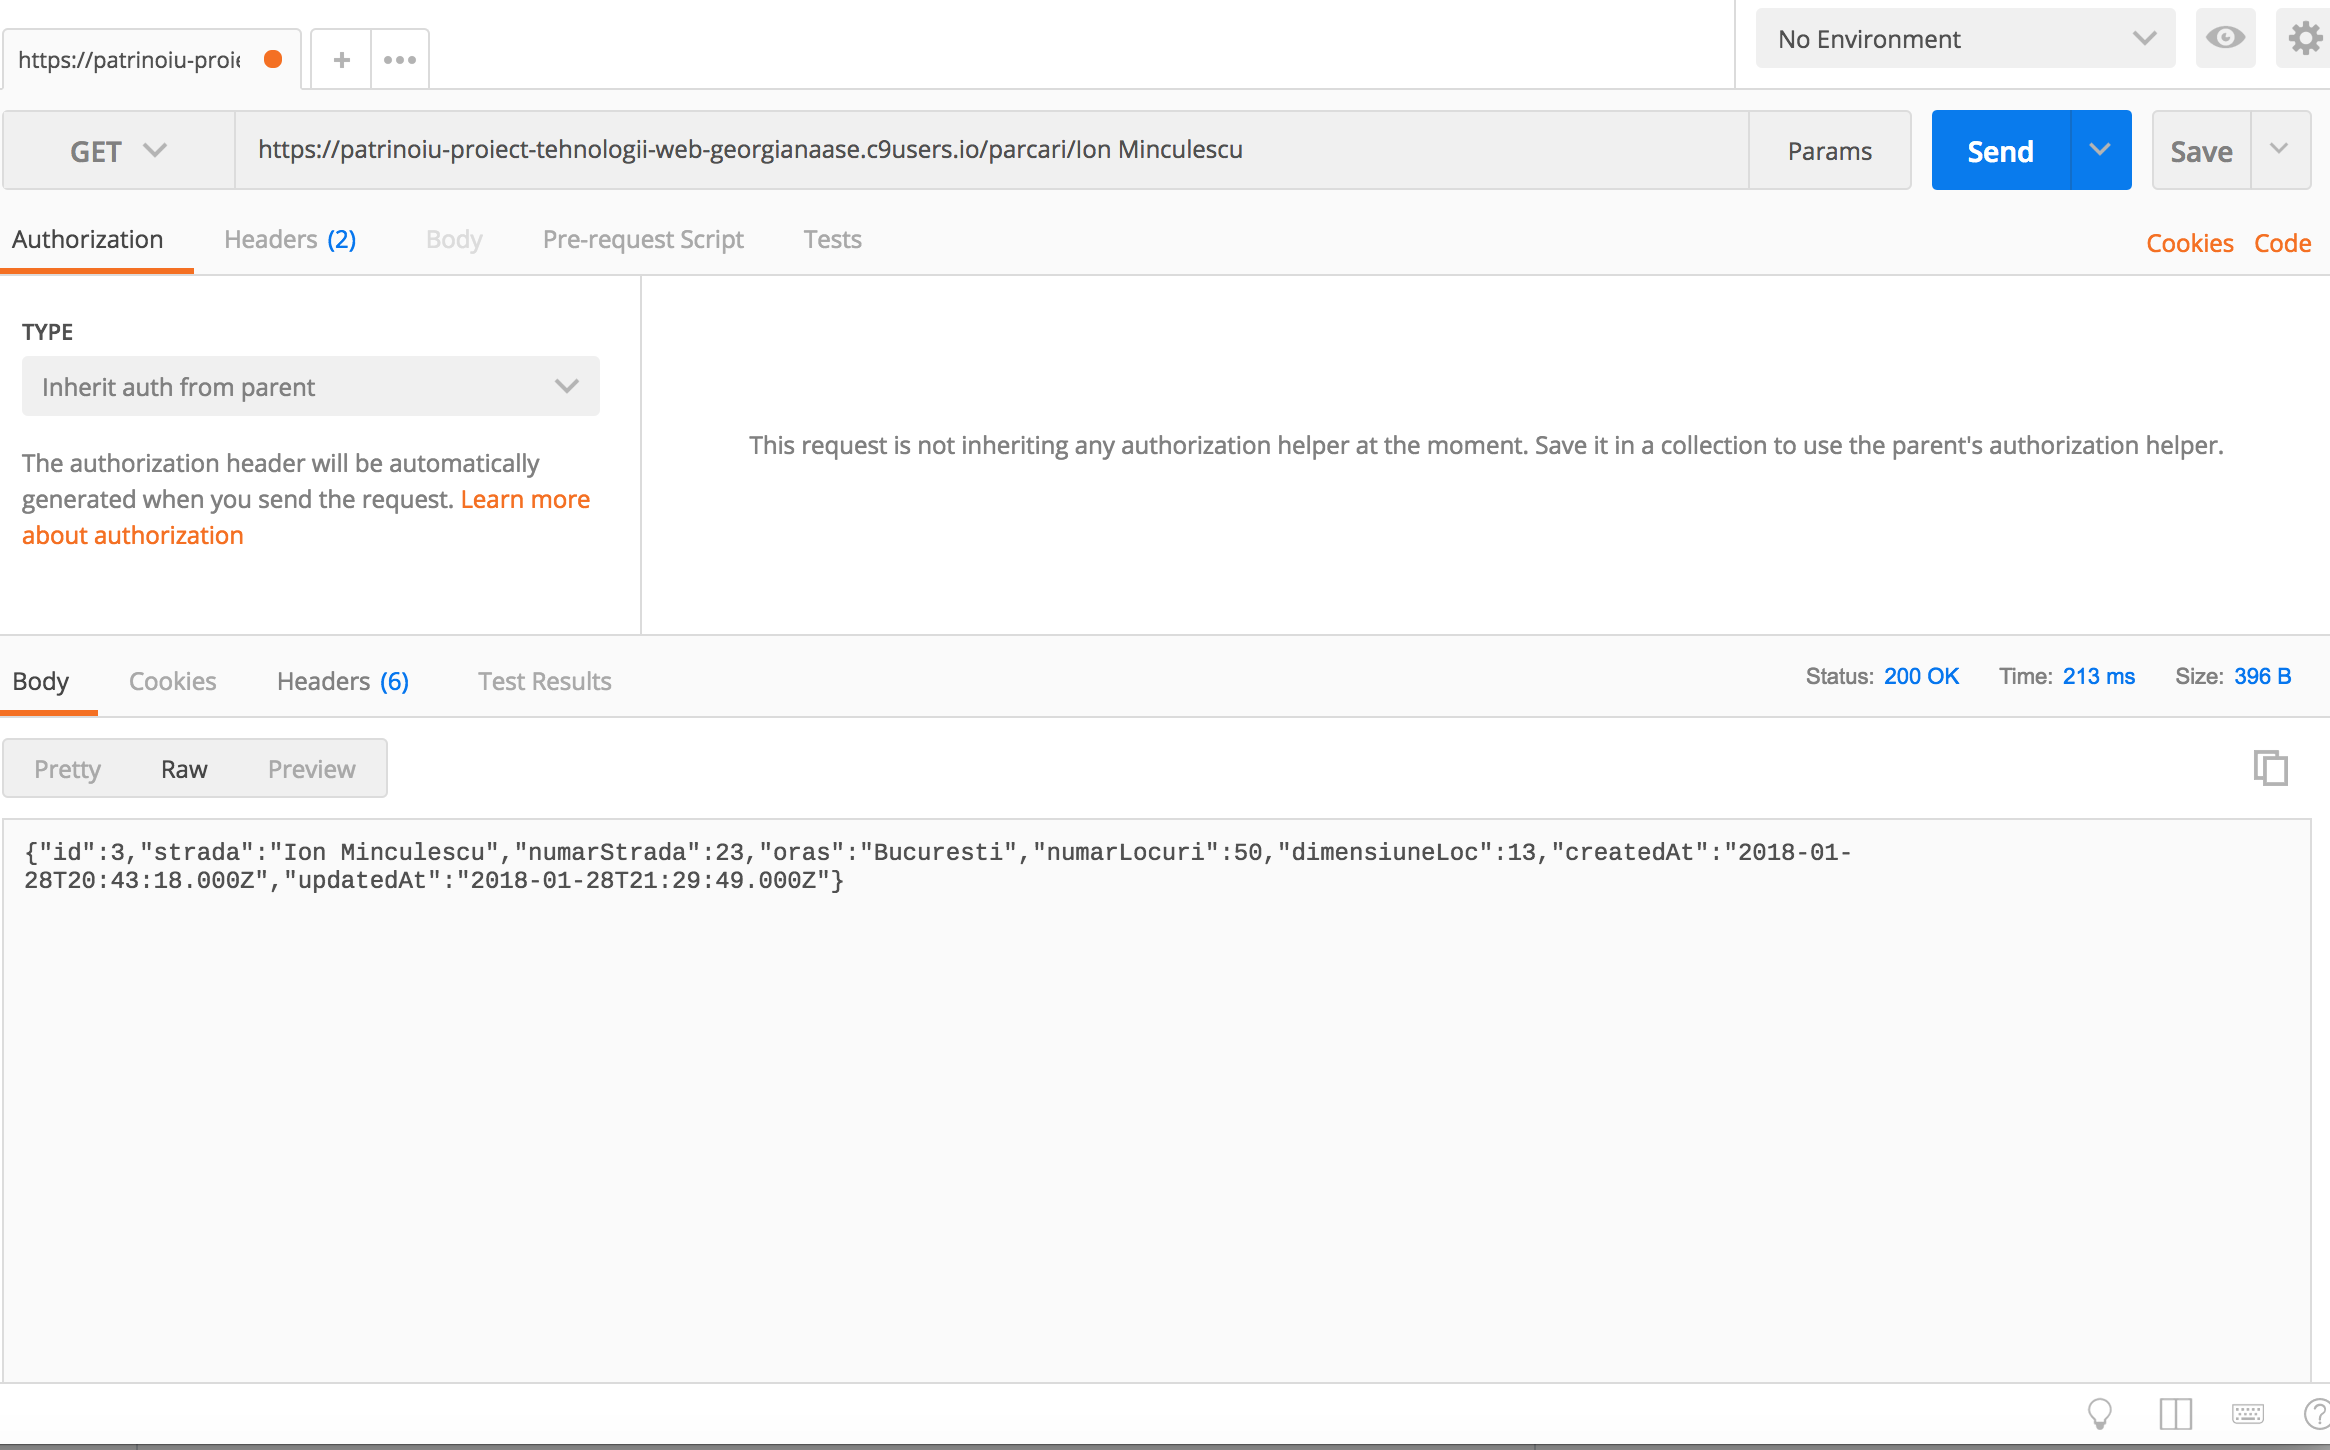 https://patrinoiu-proie
No Environment
GET
https://patrinoiu-proiect-tehnologii-web-georgianaase.c9users.io/parcari/Ion Minculescu
Params
Send
Save
Authorization
Headers (2)
Body
Pre-request Script
Tests
Cookies
Code
TYPE
Inherit auth from parent
The authorization header will be automatically
generated when you send the request. Learn more
about authorization
This request is not inheriting any authorization helper at the moment. Save it in a collection to use the parent's authorization helper.
Body
Cookies
Headers (6)
Test Results
Status: 200 OK
Time: 213 ms
Size: 396 B
Pretty
Raw
Preview
{"id":3,"strada":"Ion Minculescu","numarStrada":23,"oras":"Bucuresti","numarLocuri":50,"dimensiuneLoc":13,"createdAt":"2018-01-
28T20:43:18.000Z","updatedAt":"2018-01-28T21:29:49.000Z"}